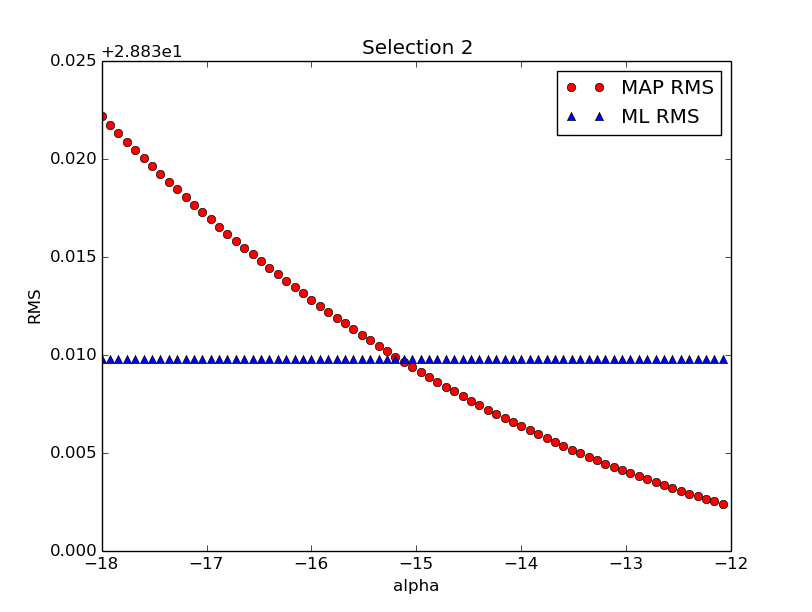 Selection 2
+2.883e1
0.025
0.020
0.015
0.010
0.005
0.000
RMS
MAP RMS
ML RMS
−18
−17
−16
−15
−14
−13
−12
alpha